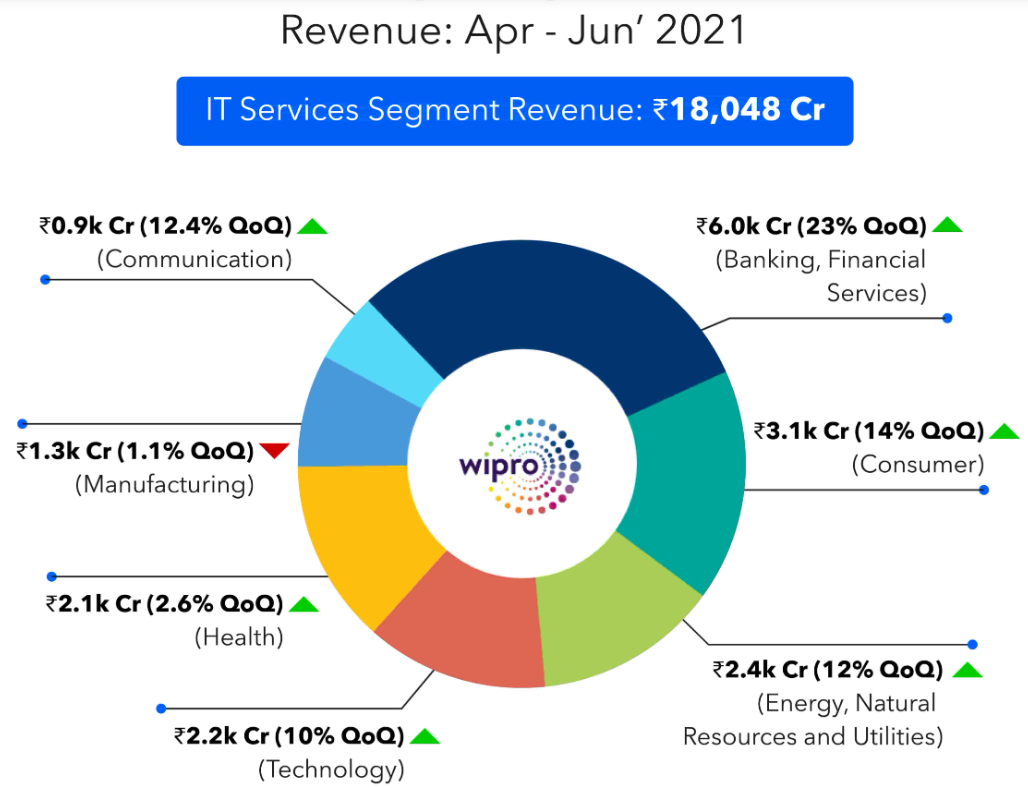 Revenue: Apr - Jun’ 2021
IT Services Segment Revenue: ₹18,048 Cr
₹0.9k Cr (12.4% QoQ)
(Communication)
₹6.0k Cr (23% QoQ)
(Banking, Financial
Services)
₹1.3k Cr (1.1% QoQ)
(Manufacturing)
wipro
₹3.1k Cr (14% QoQ)
(Consumer)
₹2.1k Cr (2.6% QoQ)
(Health)
₹2.4k Cr (12% QoQ)
(Energy, Natural
Resources and Utilities)
₹2.2k Cr (10% QoQ)
(Technology)